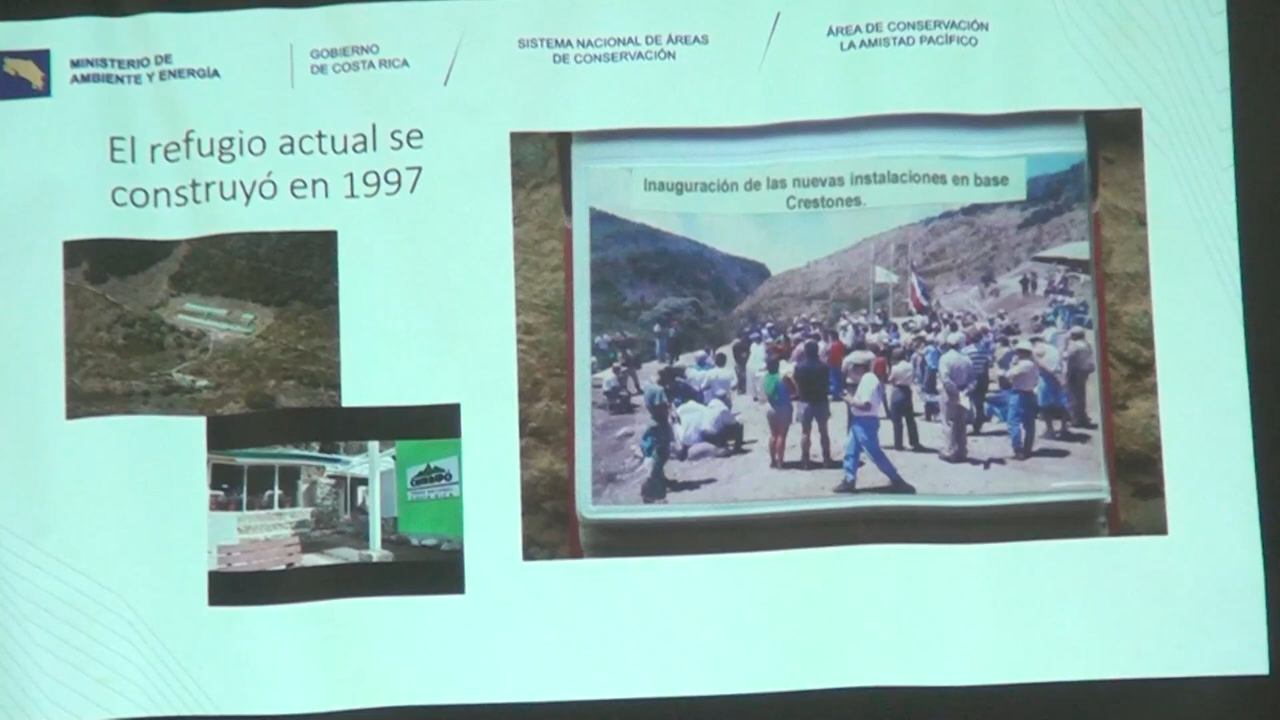 MINISTERIO DE
AMBIENTE Y ENERGÍA
GOBIERNO
DE COSTA RICA
SISTEMA NACIONAL DE ÁREAS
DE CONSERVACIÓN
ÁREA DE CONSERVACIÓN
LA AMISTAD PACÍFICO
El refugio actual se
construyó en 1997
Inauguración de las nuevas instalaciones en base
Crestones.
CHIRRIPÓ